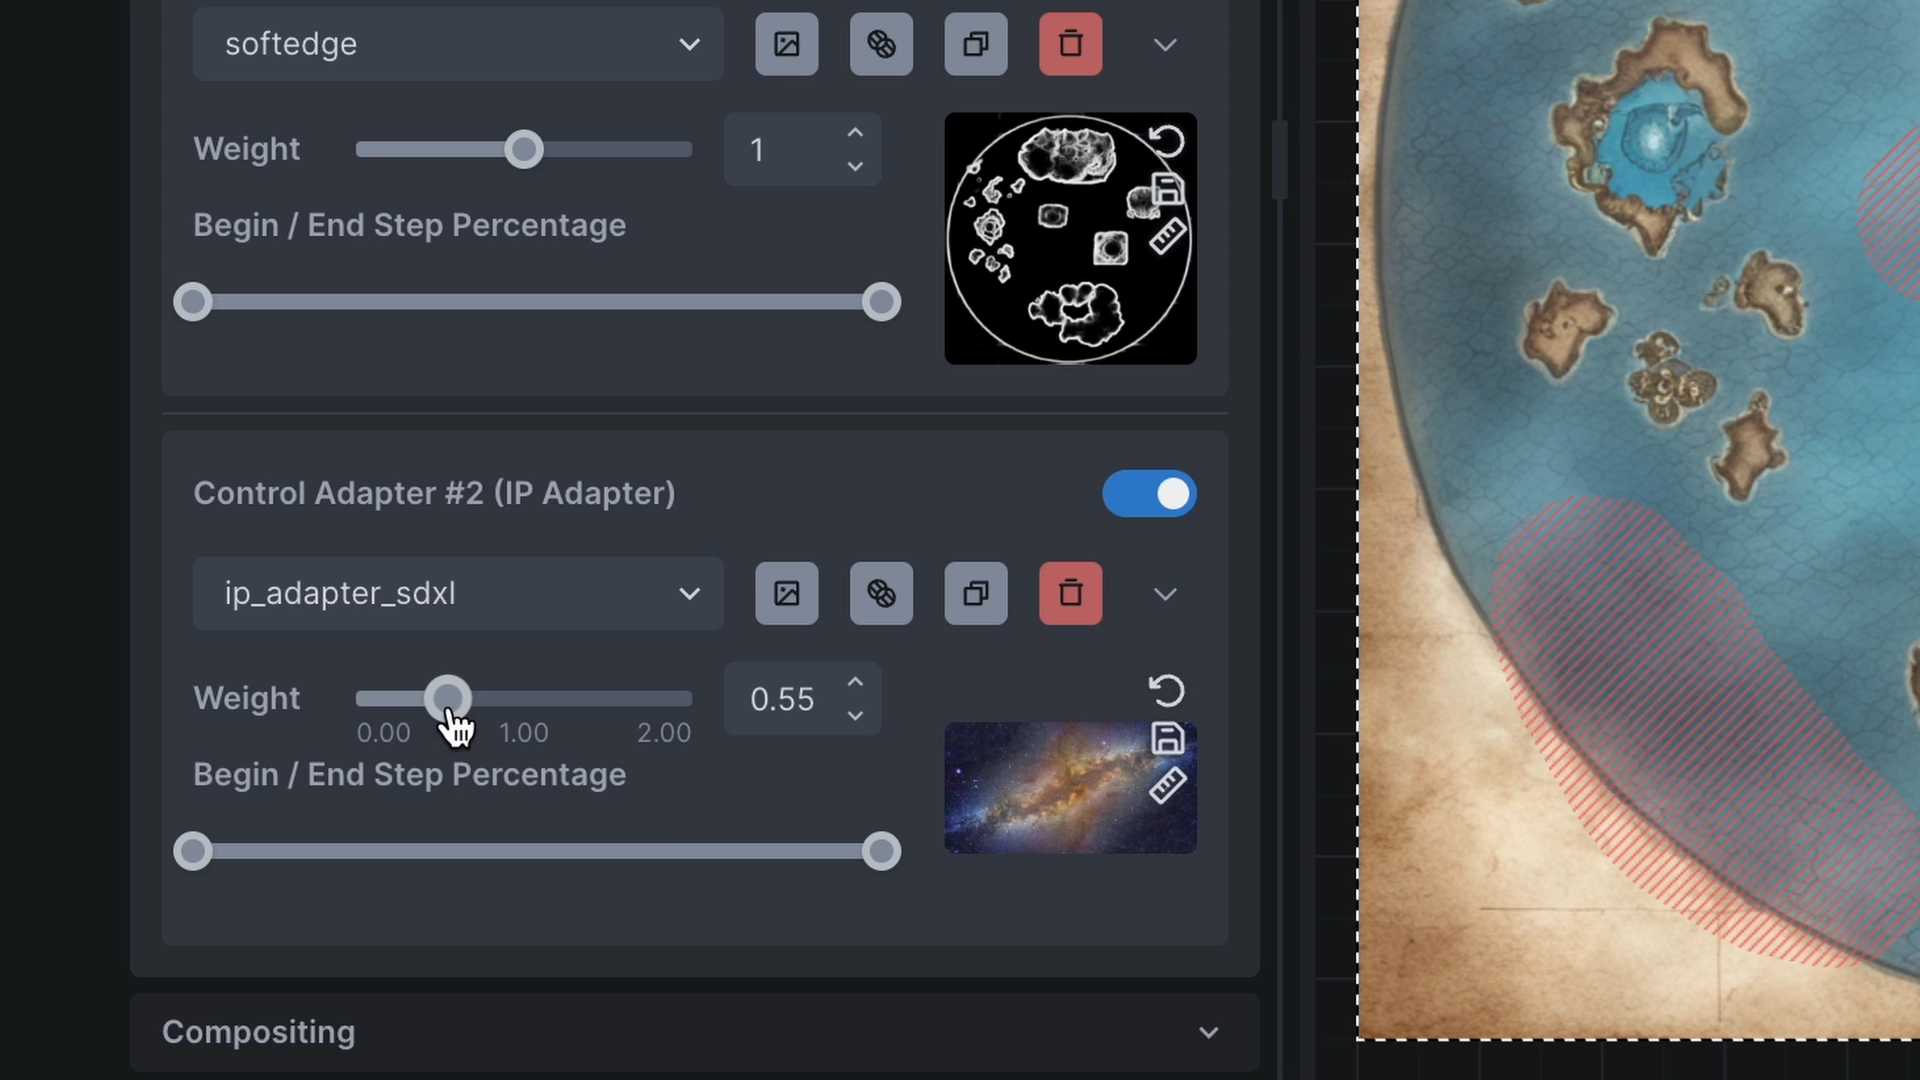 softedge
Weight
1
Begin / End Step Percentage
Control Adapter #2 (IP Adapter)
ip_adapter_sdxl
Weight
0.55
0.00
1.00
2.00
Begin / End Step Percentage
Compositing